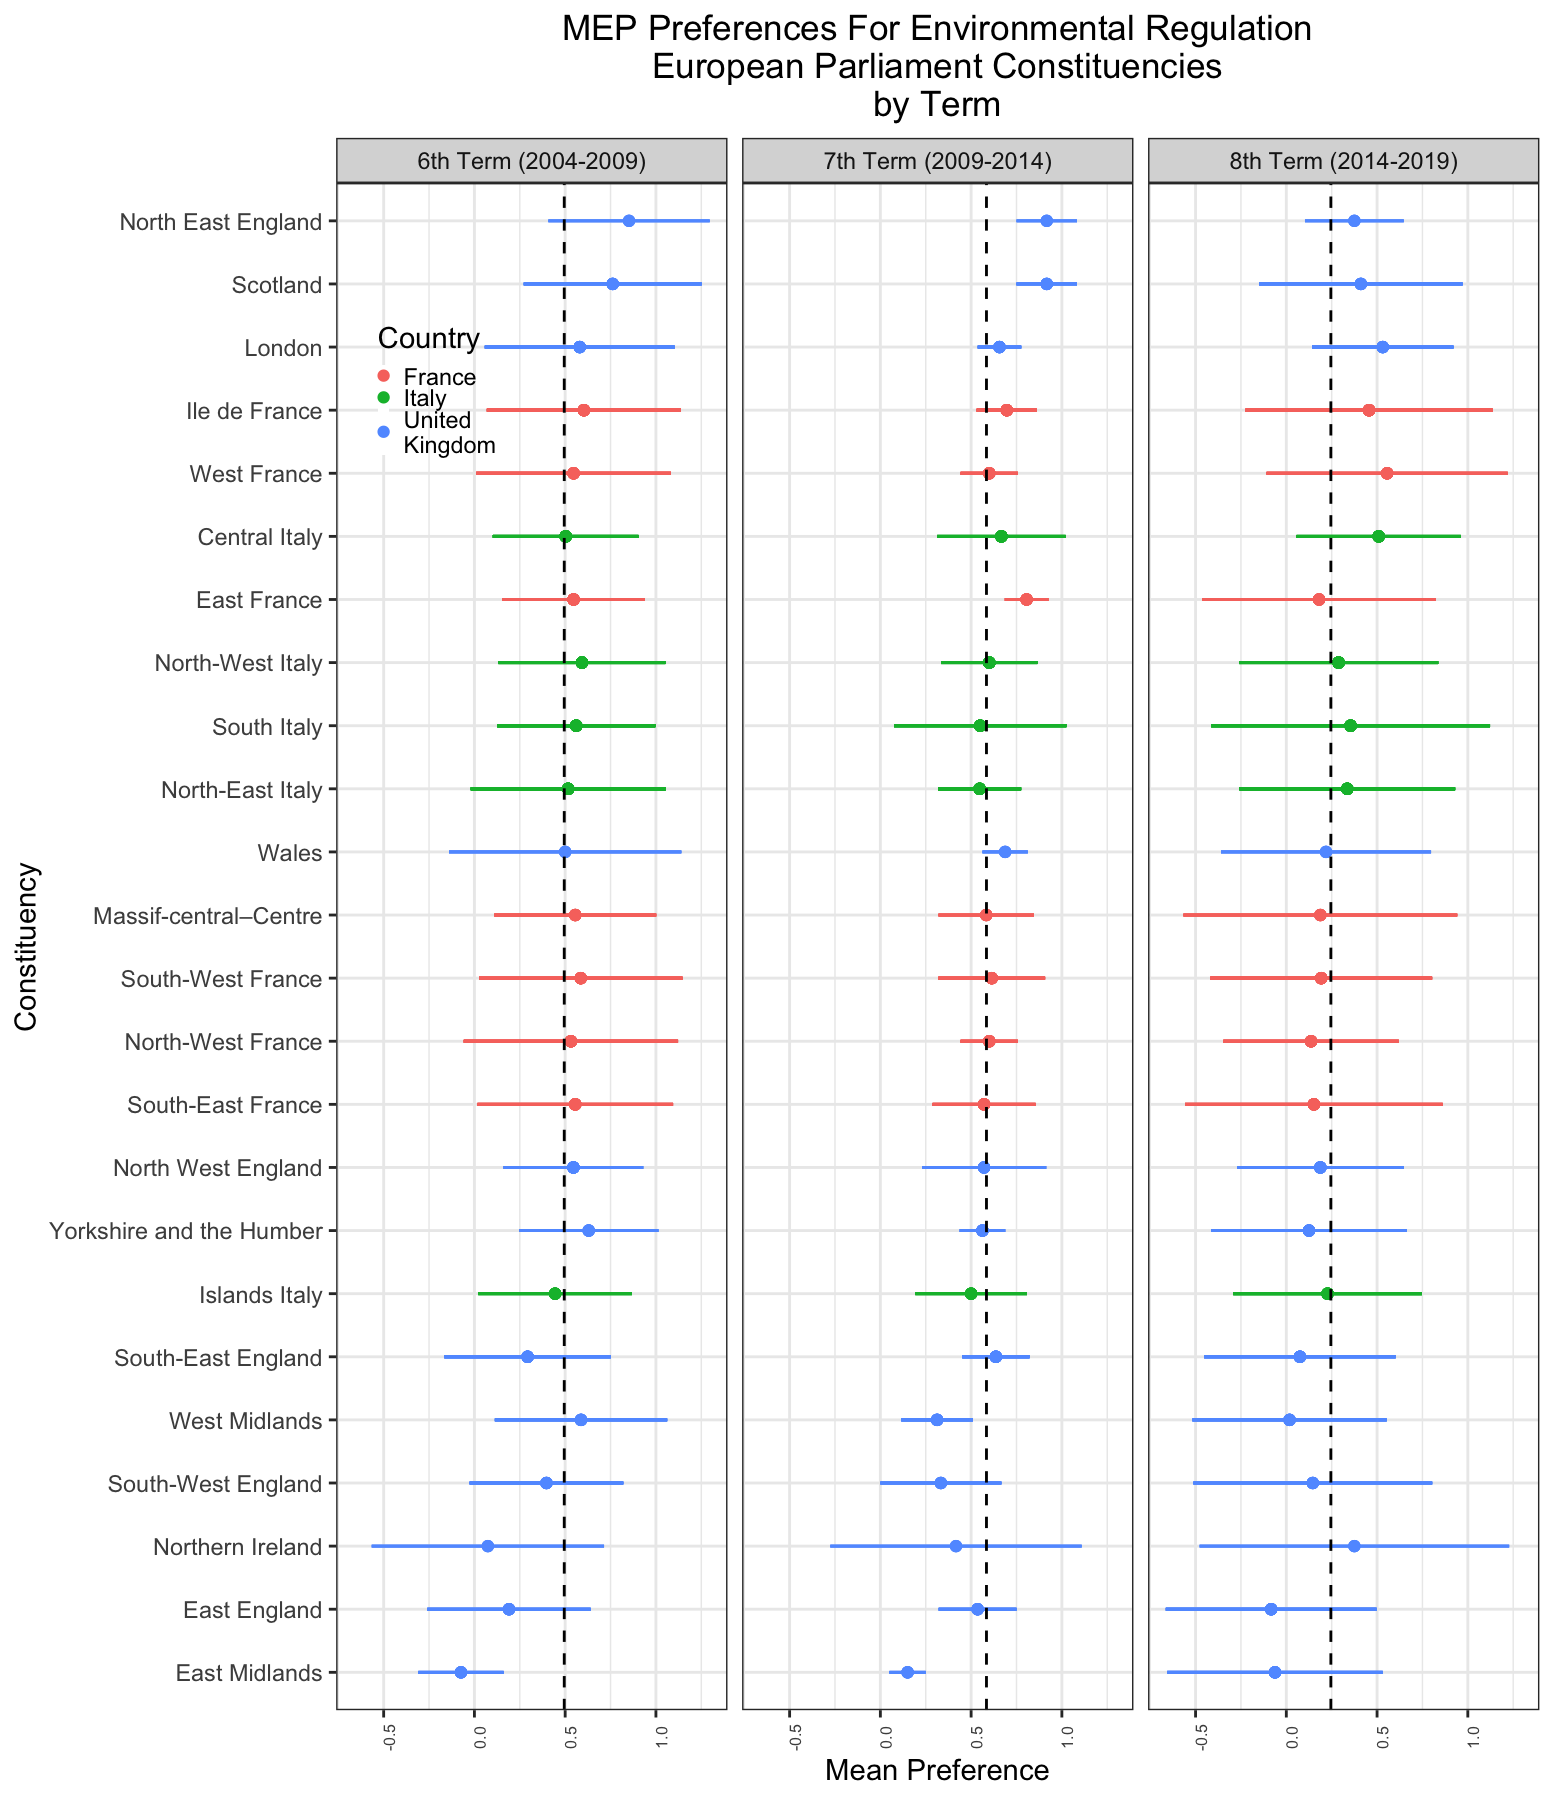 MEP Preferences For Environmental Regulation
European Parliament Constituencies
by Term
6th Term (2004-2009)
7th Term (2009-2014)
8th Term (2014-2019)
North East England
Scotland
London
Ile de France
West France
Central Italy
East France
North-West Italy
South Italy
North-East Italy
Wales
Massif-central–Centre
South-West France
North-West France
South-East France
North West England
Yorkshire and the Humber
Islands Italy
South-East England
West Midlands
South-West England
Northern Ireland
East England
East Midlands
Constituency
Country
France
Italy
United
Kingdom
-0.5
0.0
0.5
1.0
-0.5
0.0
0.5
1.0
-0.5
0.0
0.5
1.0
Mean Preference